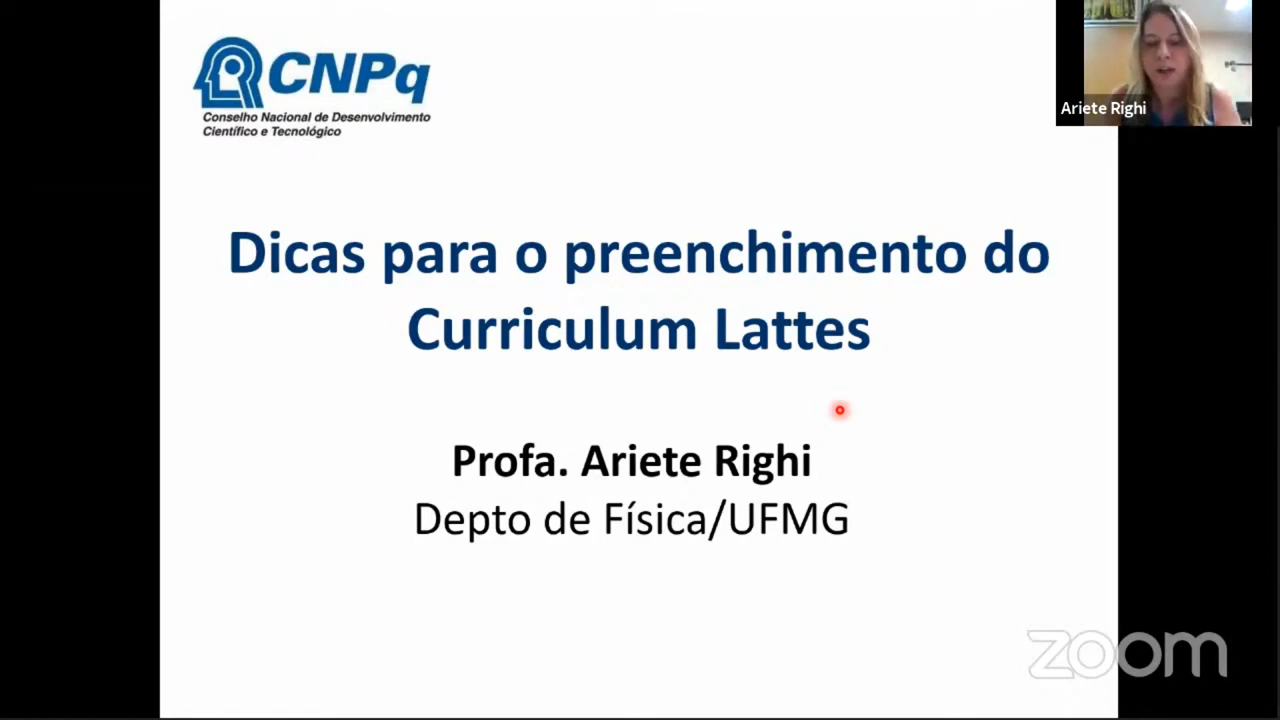 CNPq
Conselho Nacional de Desenvolvimento
Científico e Tecnológico
Ariete Righi
Dicas para o preenchimento do
Curriculum Lattes
Profa. Ariete Righi
Depto de Física/UFMG
zoom